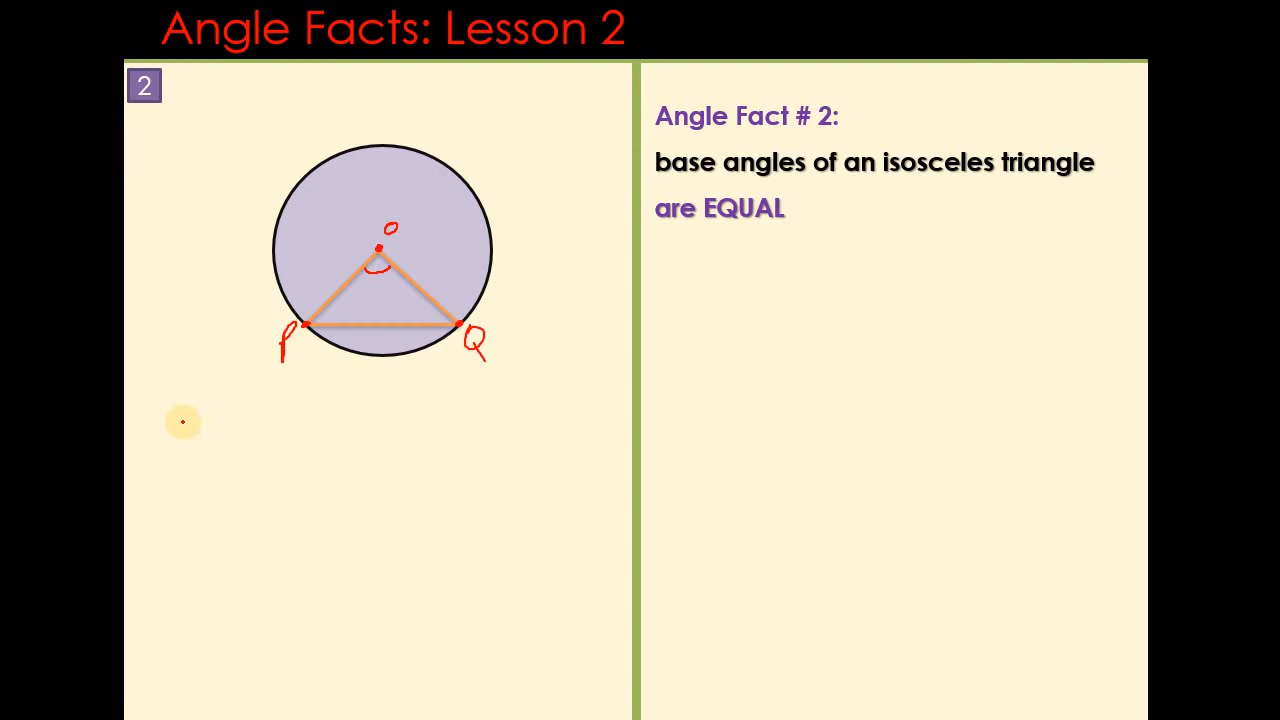 Angle Facts: Lesson 2
2
O
P
Q
Angle Fact # 2:
base angles of an isosceles triangle
are EQUAL